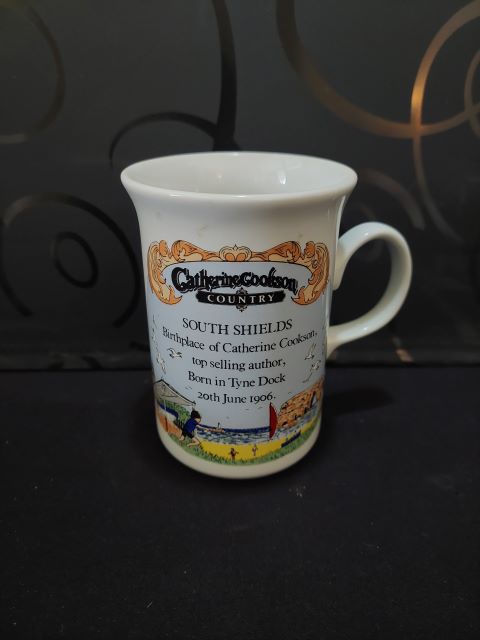 Catherine Cookson
COUNTRY
SOUTH SHIELDS
Birthplace of Catherine Cookson,
top selling author,
Born in Tyne Dock
20th June 1906.